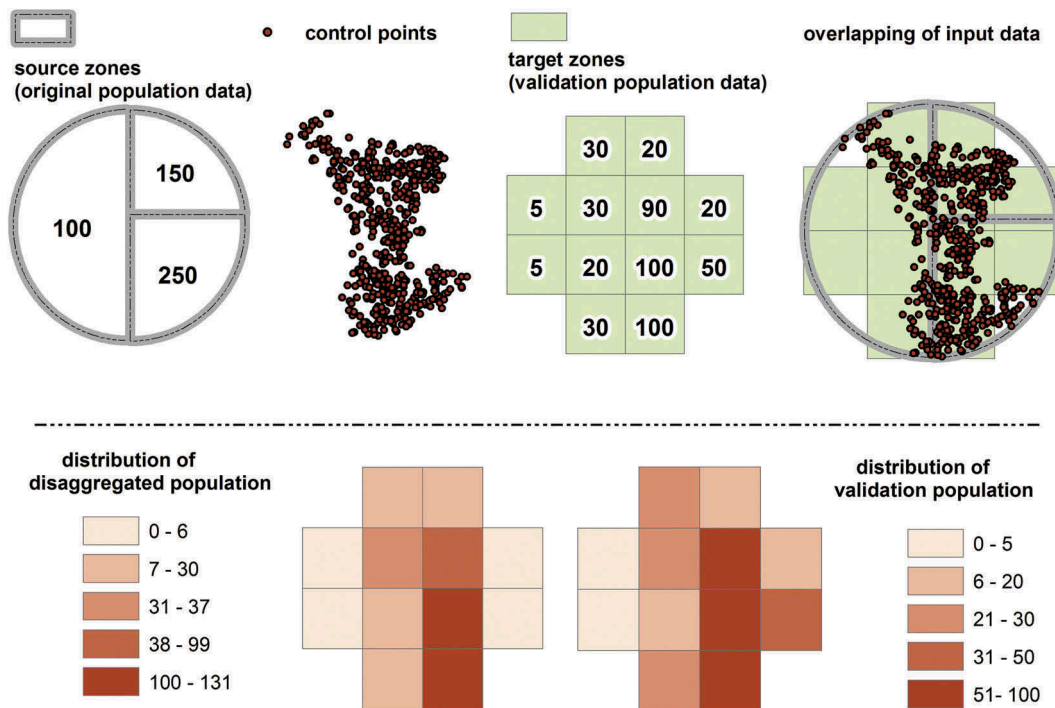 source zones
(original population data)
control points
target zones
(validation population data)
overlapping of input data
100
150
250
30 20
5 30 90 20
5 20 100 50
30 100
distribution of
disaggregated population
0 - 6
7 - 30
31 - 37
38 - 99
100 - 131
distribution of
validation population
0 - 5
6 - 20
21 - 30
31 - 50
51- 100